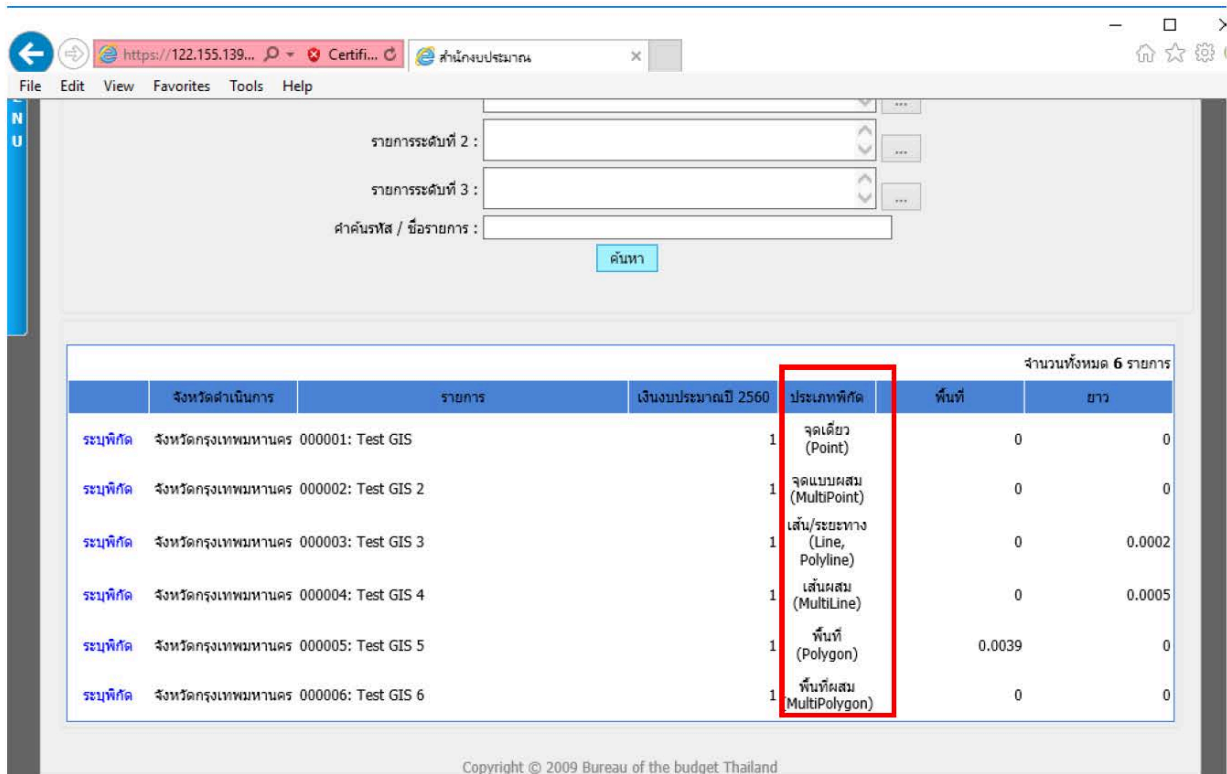 https://122.155.139... Certifi... สำนักงบประมาณ
File Edit View Favorites Tools Help
N
U
...
รายการระดับที่ 2 : ...
รายการระดับที่ 3 : ...
คำค้นรหัส / ชื่อรายการ :
ค้นหา
จำนวนทั้งหมด 6 รายการ
จังหวัดดำเนินการ รายการ เงินงบประมาณปี 2560 ประเภทพิกัด พื้นที่ ยาว
ระบุพิกัด จังหวัดกรุงเทพมหานคร 000001: Test GIS 1 จุดเดี่ยว 0 0
(Point)
ระบุพิกัด จังหวัดกรุงเทพมหานคร 000002: Test GIS 2 1 จุดแบบผสม 0 0
(MultiPoint)
เส้น/ระยะทาง
ระบุพิกัด จังหวัดกรุงเทพมหานคร 000003: Test GIS 3 1 (Line, 0 0.0002
Polyline)
ระบุพิกัด จังหวัดกรุงเทพมหานคร 000004: Test GIS 4 1 เส้นผสม 0 0.0005
(MultiLine)
ระบุพิกัด จังหวัดกรุงเทพมหานคร 000005: Test GIS 5 1 พื้นที่ 0.0039 0
(Polygon)
ระบุพิกัด จังหวัดกรุงเทพมหานคร 000006: Test GIS 6 1 พื้นที่ผสม 0 0
(MultiPolygon)
Copyright © 2009 Bureau of the budget Thailand